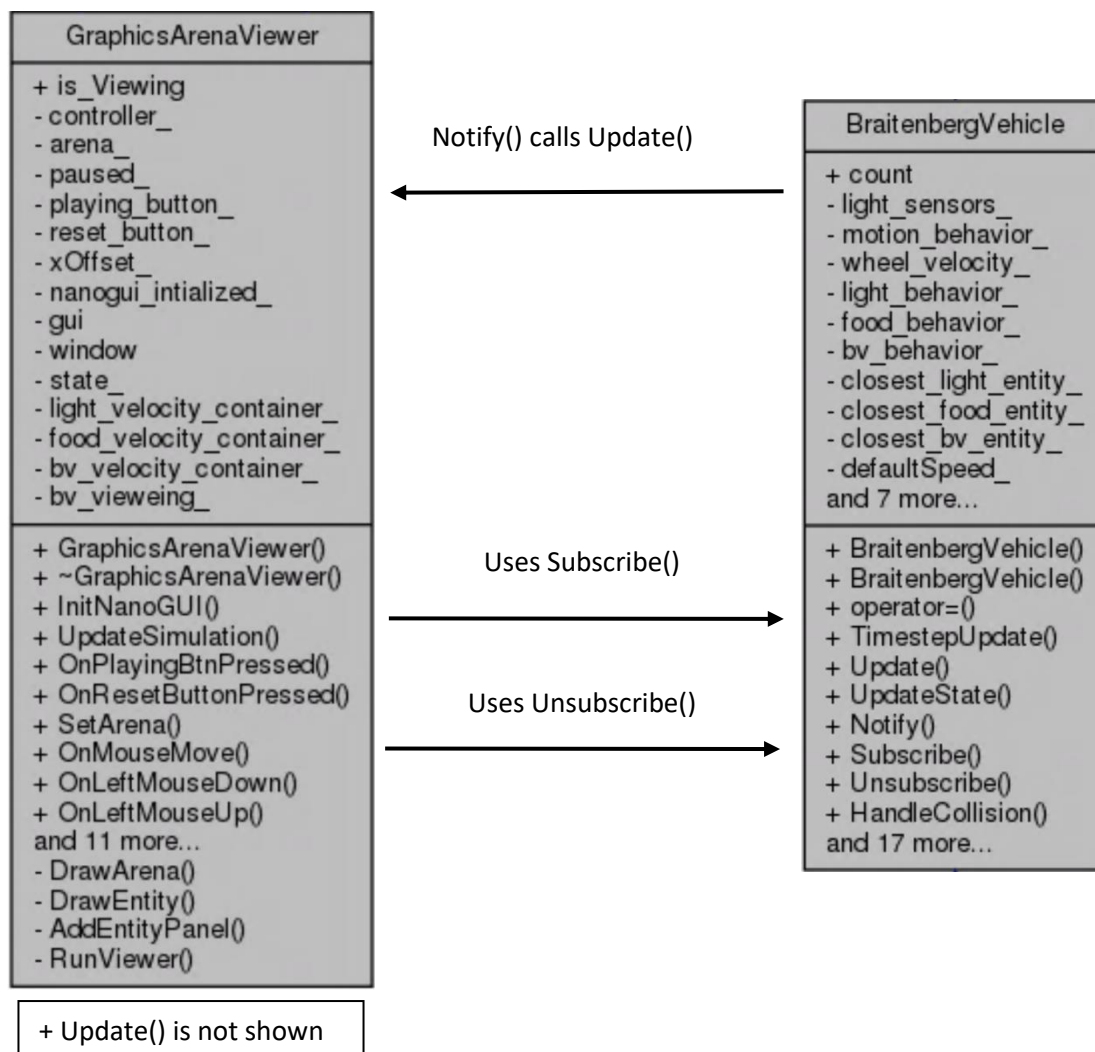 GraphicsArenaViewer
+ is_Viewing
- controller_
- arena_
- paused_
- playing_button_
- reset_button_
- xOffset_
- nanogui_intialized_
- gui
- window
- state_
- light_velocity_container_
- food_velocity_container_
- bv_velocity_container_
- bv_vieweing_
+ GraphicsArenaViewer()
+ ~GraphicsArenaViewer()
+ InitNanoGUI()
+ UpdateSimulation()
+ OnPlayingBtnPressed()
+ OnResetButtonPressed()
+ SetArena()
+ OnMouseMove()
+ OnLeftMouseDown()
+ OnLeftMouseUp()
and 11 more...
- DrawArena()
- DrawEntity()
- AddEntityPanel()
- RunViewer()
+ Update() is not shown
Notify() calls Update()
Uses Subscribe()
Uses Unsubscribe()
BraitenbergVehicle
+ count
- light_sensors_
- motion_behavior_
- wheel_velocity_
- light_behavior_
- food_behavior_
- bv_behavior_
- closest_light_entity_
- closest_food_entity_
- closest_bv_entity_
- defaultSpeed_
and 7 more...
+ BraitenbergVehicle()
+ BraitenbergVehicle()
+ operator=()
+ TimestepUpdate()
+ Update()
+ UpdateState()
+ Notify()
+ Subscribe()
+ Unsubscribe()
+ HandleCollision()
and 17 more...